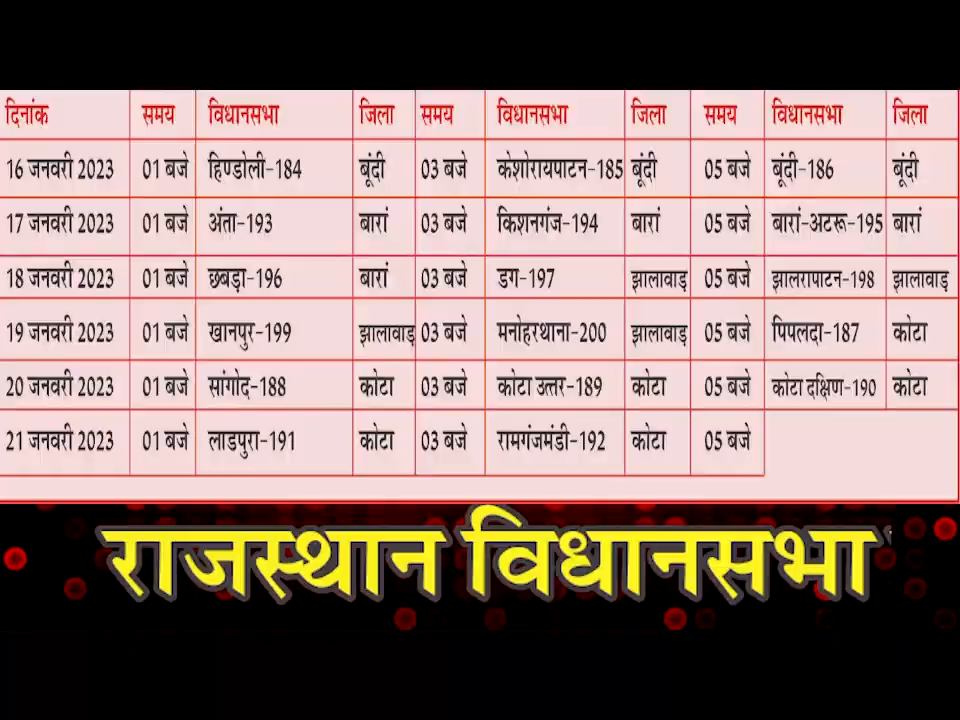 दिनांक समय विधानसभा जिला समय विधानसभा जिला समय विधानसभा जिला
16 जनवरी 2023 01 बजे हिण्डोली-184 बूंदी 03 बजे केशोरायपाटन-185 बूंदी 05 बजे बूंदी-186 बूंदी
17 जनवरी 2023 01 बजे अंता-193 बारां 03 बजे किशनगंज-194 बारां 05 बजे बारां-अटरू-195 बारां
18 जनवरी 2023 01 बजे छबड़ा-196 बारां 03 बजे डग-197 झालावाड़ 05 बजे झालरापाटन-198 झालावाड़
19 जनवरी 2023 01 बजे खानपुर-199 झालावाड़ 03 बजे मनोहरथाना-200 झालावाड़ 05 बजे पिपलदा-187 कोटा
20 जनवरी 2023 01 बजे सांगोद-188 कोटा 03 बजे कोटा उत्तर-189 कोटा 05 बजे कोटा दक्षिण-190 कोटा
21 जनवरी 2023 01 बजे लाडपुरा-191 कोटा 03 बजे रामगंजमंडी-192 कोटा 05 बजे
राजस्थान विधानसभा